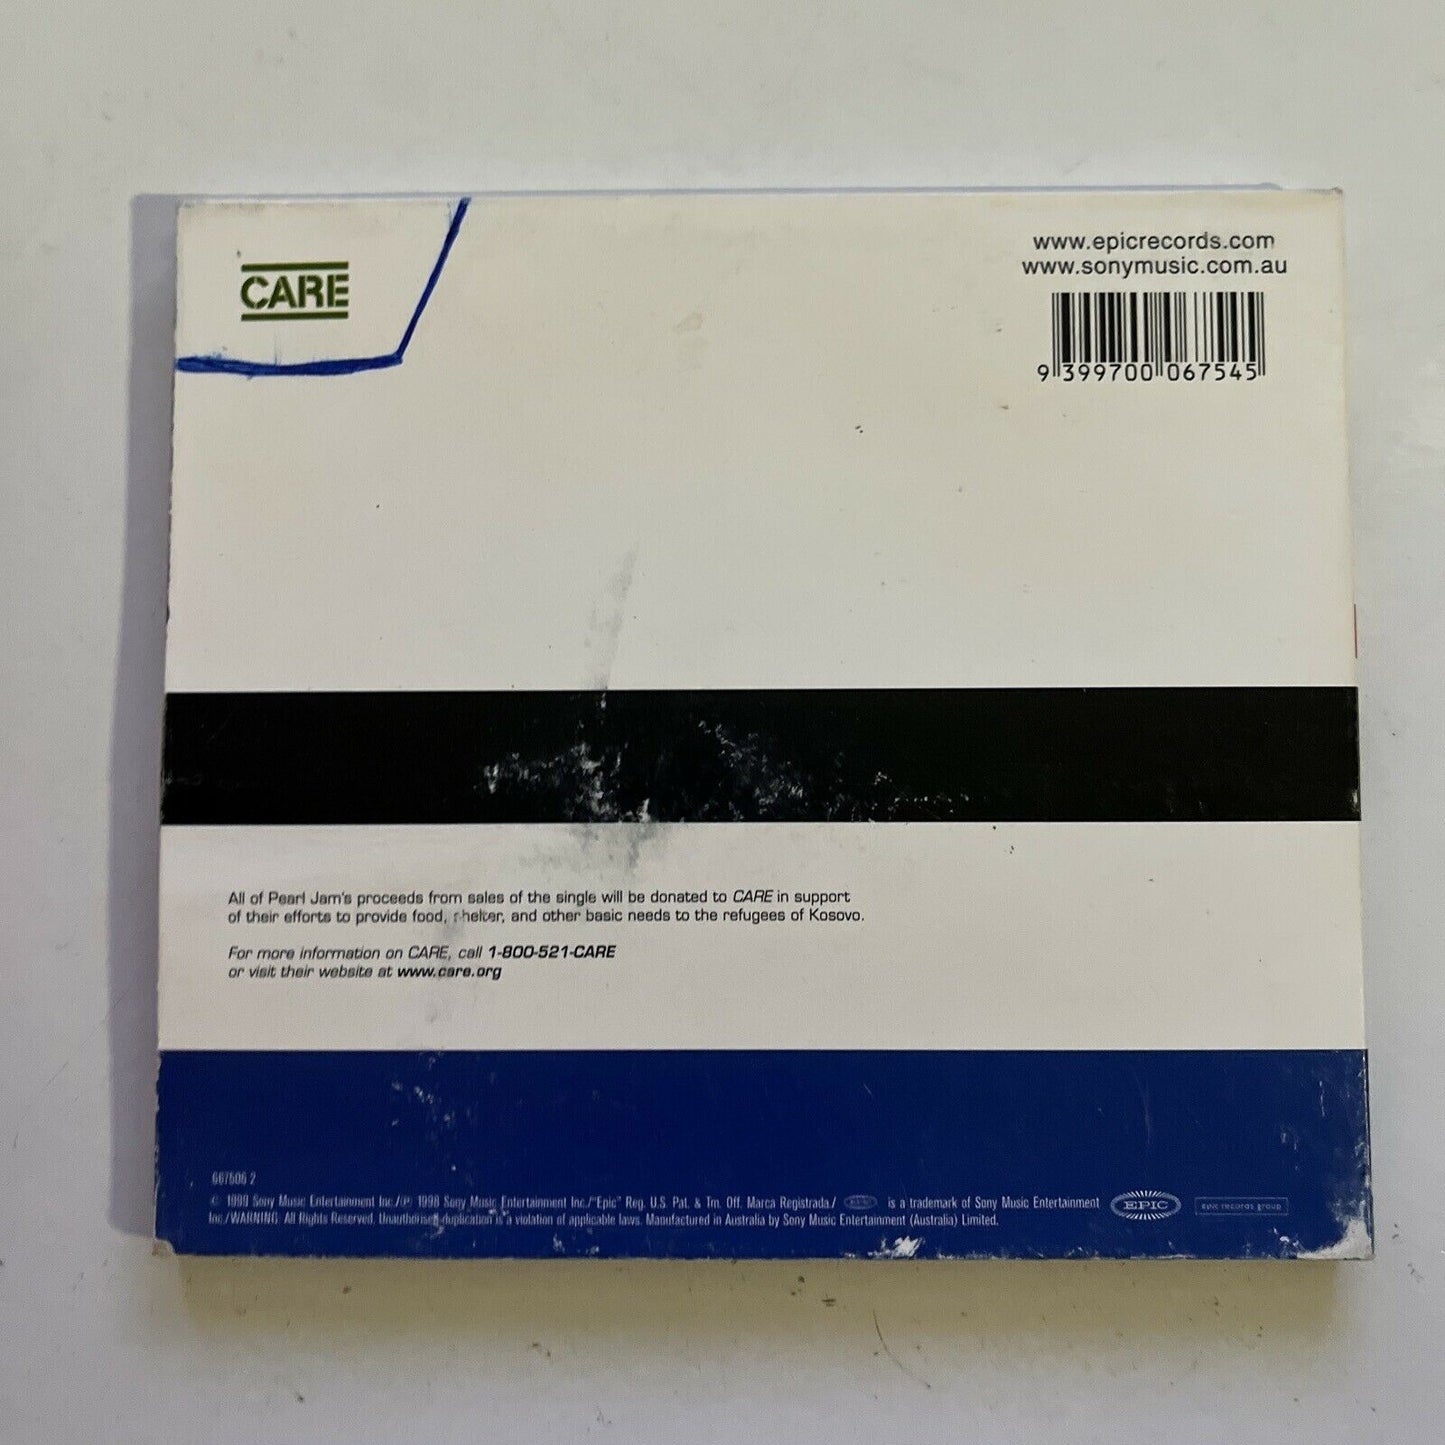 CARE
www.epicrecords.com
www.sonymusic.com.au
9 399700 067545
All of Pearl Jam's proceeds from sales of the single will be donated to CARE in support
of their efforts to provide food, shelter, and other basic needs to the refugees of Kosovo.
For more information on CARE, call 1-800-521-CARE
or visit their website at www.care.org
667506 2
© 1999 Sony Music Entertainment Inc./℗ 1998 Sony Music Entertainment Inc./"Epic" Reg. U.S. Pat. & Tm. Off. Marca Registrada./ EPIC is a trademark of Sony Music Entertainment
Inc./WARNING: All Rights Reserved. Unauthorised duplication is a violation of applicable laws. Manufactured in Australia by Sony Music Entertainment (Australia) Limited.
EPIC
epic records group